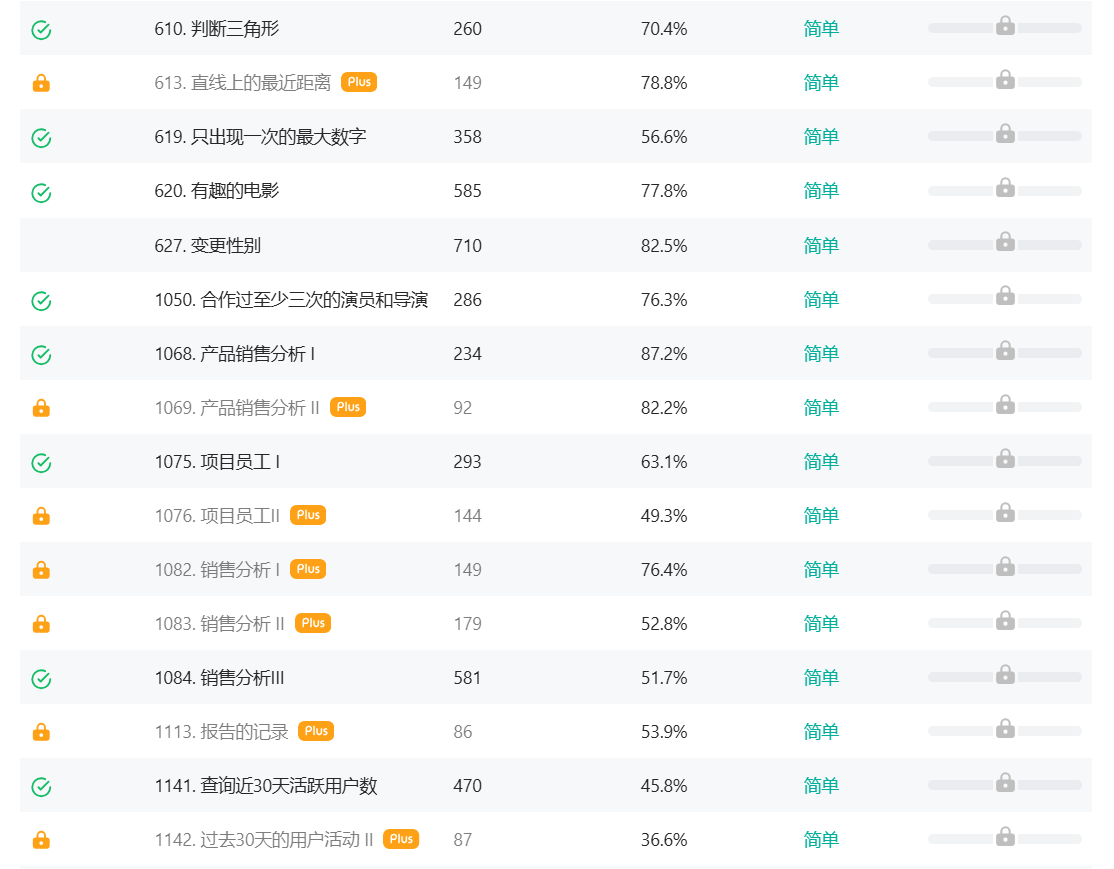 610. 判断三角形 260 70.4% 简单
613. 直线上的最近距离 Plus 149 78.8% 简单
619. 只出现一次的最大数字 358 56.6% 简单
620. 有趣的电影 585 77.8% 简单
627. 变更性别 710 82.5% 简单
1050. 合作过至少三次的演员和导演 286 76.3% 简单
1068. 产品销售分析 I 234 87.2% 简单
1069. 产品销售分析 II Plus 92 82.2% 简单
1075. 项目员工 I 293 63.1% 简单
1076. 项目员工II Plus 144 49.3% 简单
1082. 销售分析 I Plus 149 76.4% 简单
1083. 销售分析 II Plus 179 52.8% 简单
1084. 销售分析III 581 51.7% 简单
1113. 报告的记录 Plus 86 53.9% 简单
1141. 查询近30天活跃用户数 470 45.8% 简单
1142. 过去30天的用户活动 II Plus 87 36.6% 简单